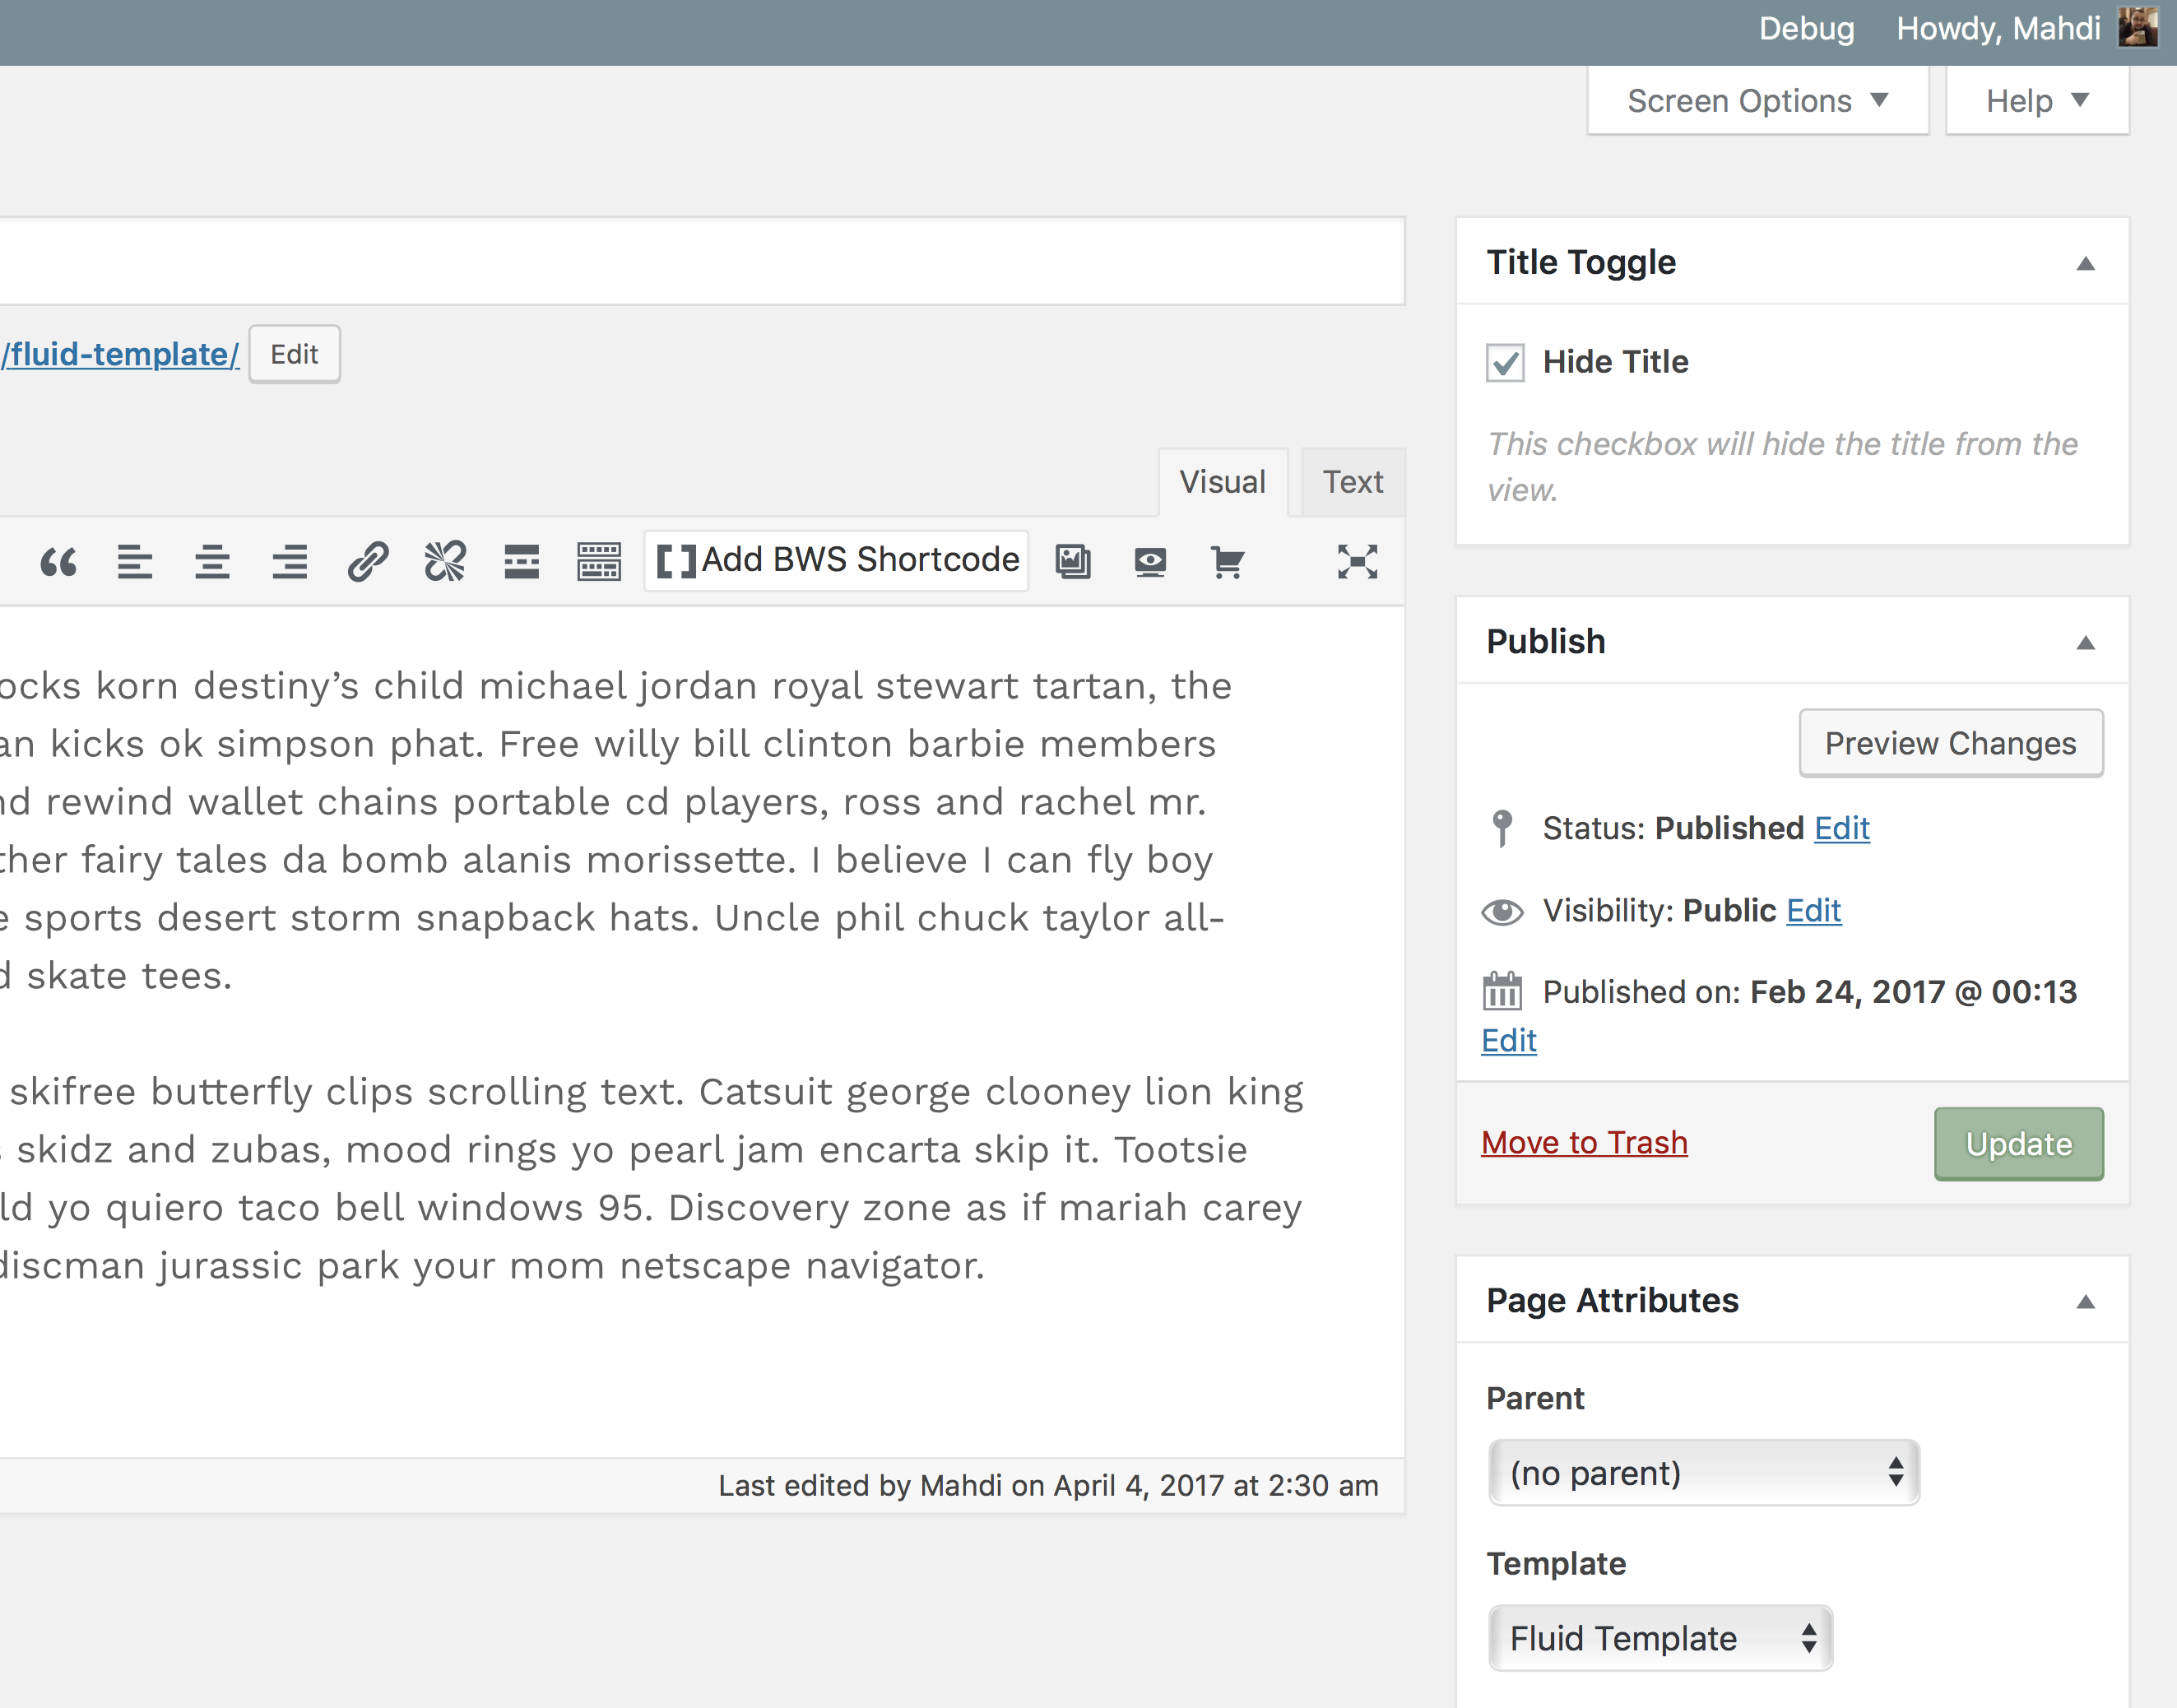 Debug Howdy, Mahdi
Screen Options Help
/fluid-template/ Edit
Visual Text
Add BWS Shortcode
korn destiny’s child michael jordan royal stewart tartan, the
kicks ok simpson phat. Free willy bill clinton barbie members
rewind wallet chains portable cd players, ross and rachel mr.
fairy tales da bomb alanis morissette. I believe I can fly boy
sports desert storm snapback hats. Uncle phil chuck taylor all-
skate tees.
skifree butterfly clips scrolling text. Catsuit george clooney lion king
skidz and zubas, mood rings yo pearl jam encarta skip it. Tootsie
yo quiero taco bell windows 95. Discovery zone as if mariah carey
discman jurassic park your mom netscape navigator.
Last edited by Mahdi on April 4, 2017 at 2:30 am
Title Toggle
Hide Title
This checkbox will hide the title from the
view.
Publish
Preview Changes
Status: Published Edit
Visibility: Public Edit
Published on: Feb 24, 2017 @ 00:13
Edit
Move to Trash Update
Page Attributes
Parent
(no parent)
Template
Fluid Template